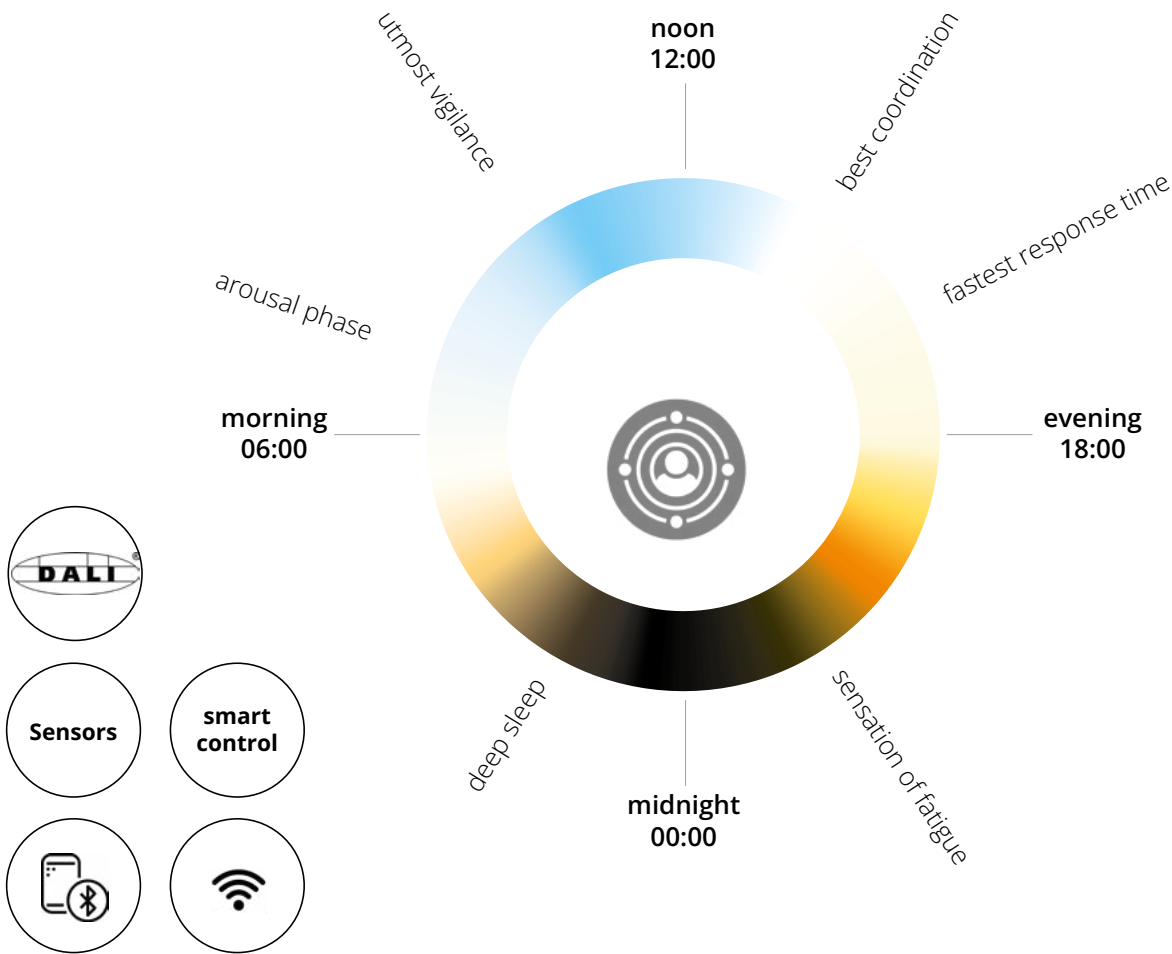 utmost vigilance
noon
12:00
best coordination
fastest response time
arousal phase
morning
06:00
evening
18:00
DALI
®
Sensors
smart
control
deep sleep
midnight
00:00
sensation of fatigue